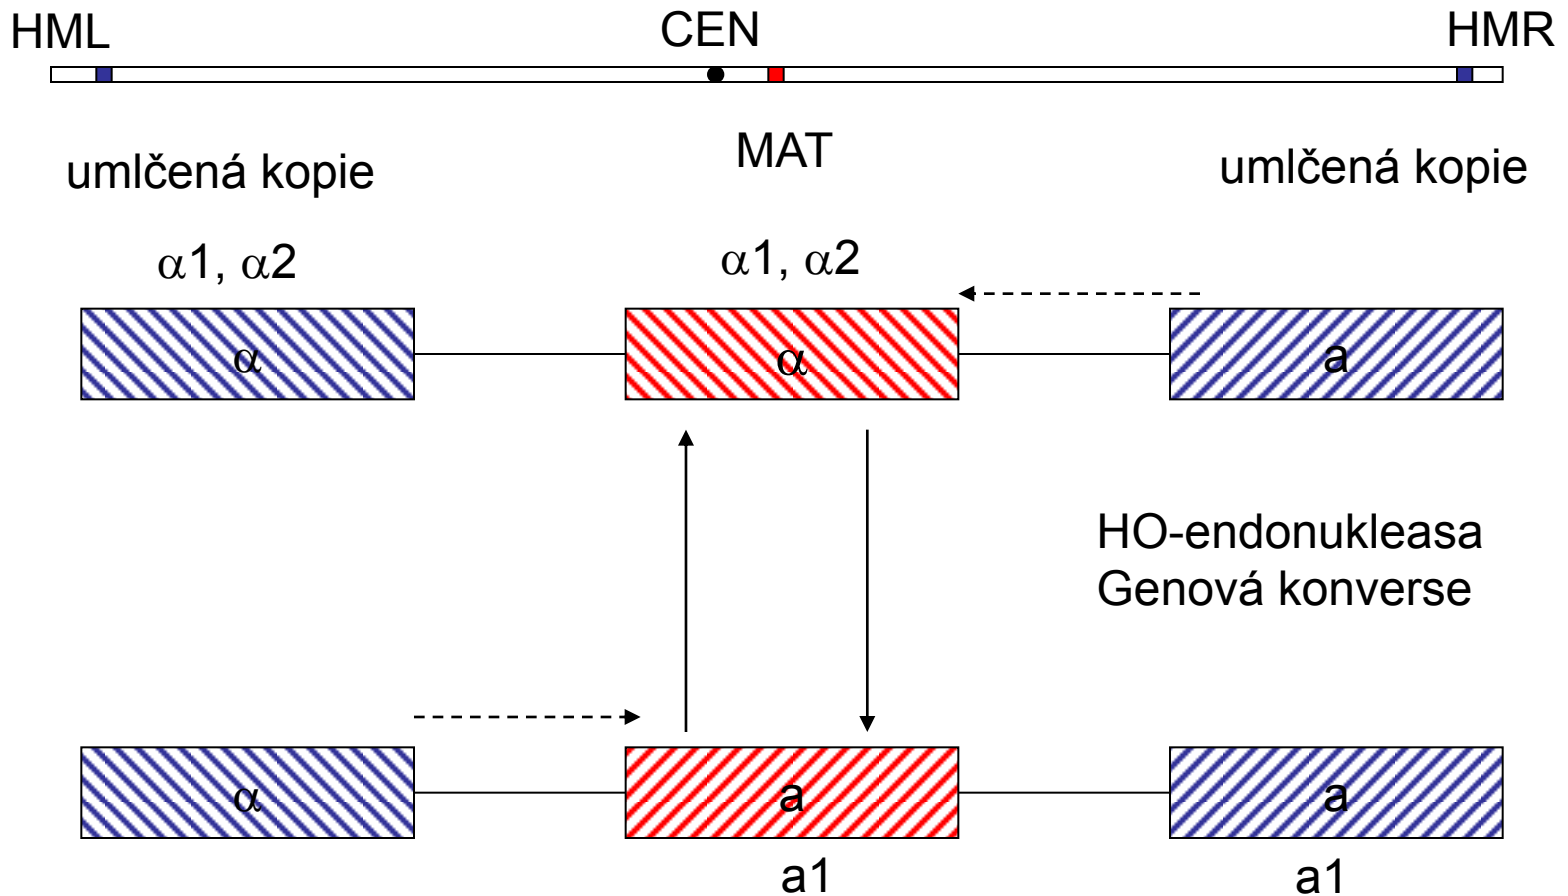 HML
CEN
HMR
umlčená kopie
MAT
umlčená kopie
α1, α2
α1, α2
α
α
a
HO-endonukleasa
Genová konverse
α
a
a
a1
a1